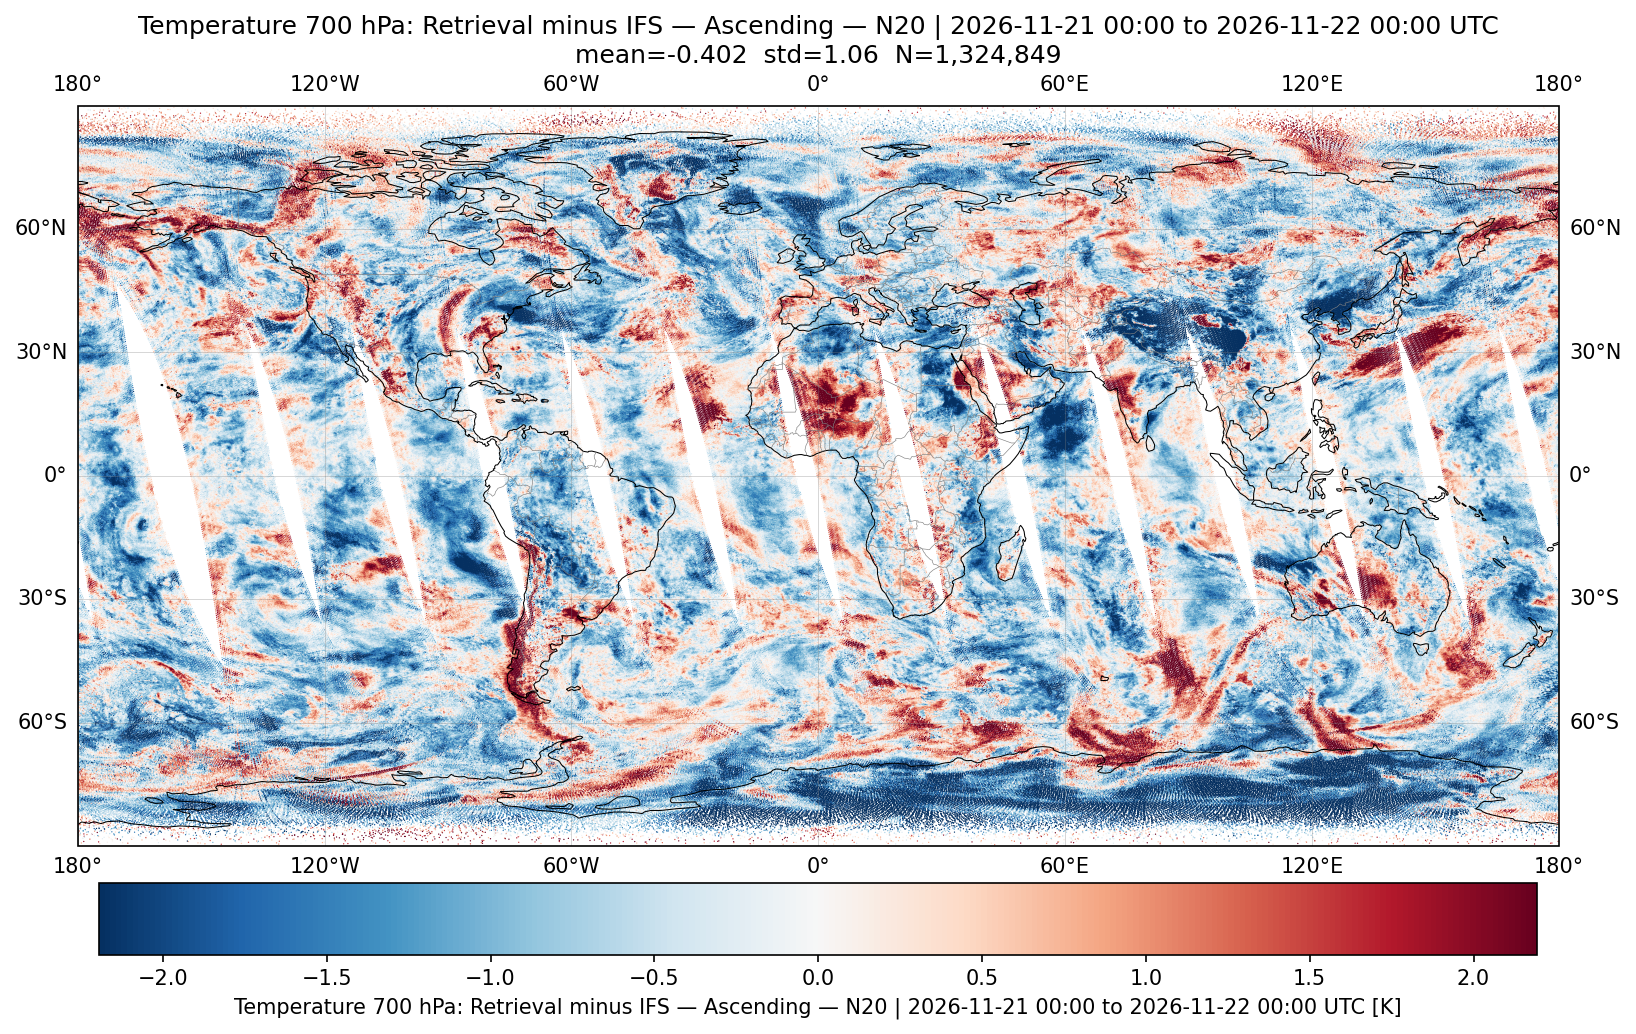 Temperature 700 hPa: Retrieval minus IFS — Ascending — N20 | 2026-11-21 00:00 to 2026-11-22 00:00 UTC
mean=-0.402  std=1.06  N=1,324,849
180° 120°W 60°W 0° 60°E 120°E 180°
60°N 60°N
30°N 30°N
0° 0°
30°S 30°S
60°S 60°S
180° 120°W 60°W 0° 60°E 120°E 180°
−2.0 −1.5 −1.0 −0.5 0.0 0.5 1.0 1.5 2.0
Temperature 700 hPa: Retrieval minus IFS — Ascending — N20 | 2026-11-21 00:00 to 2026-11-22 00:00 UTC [K]